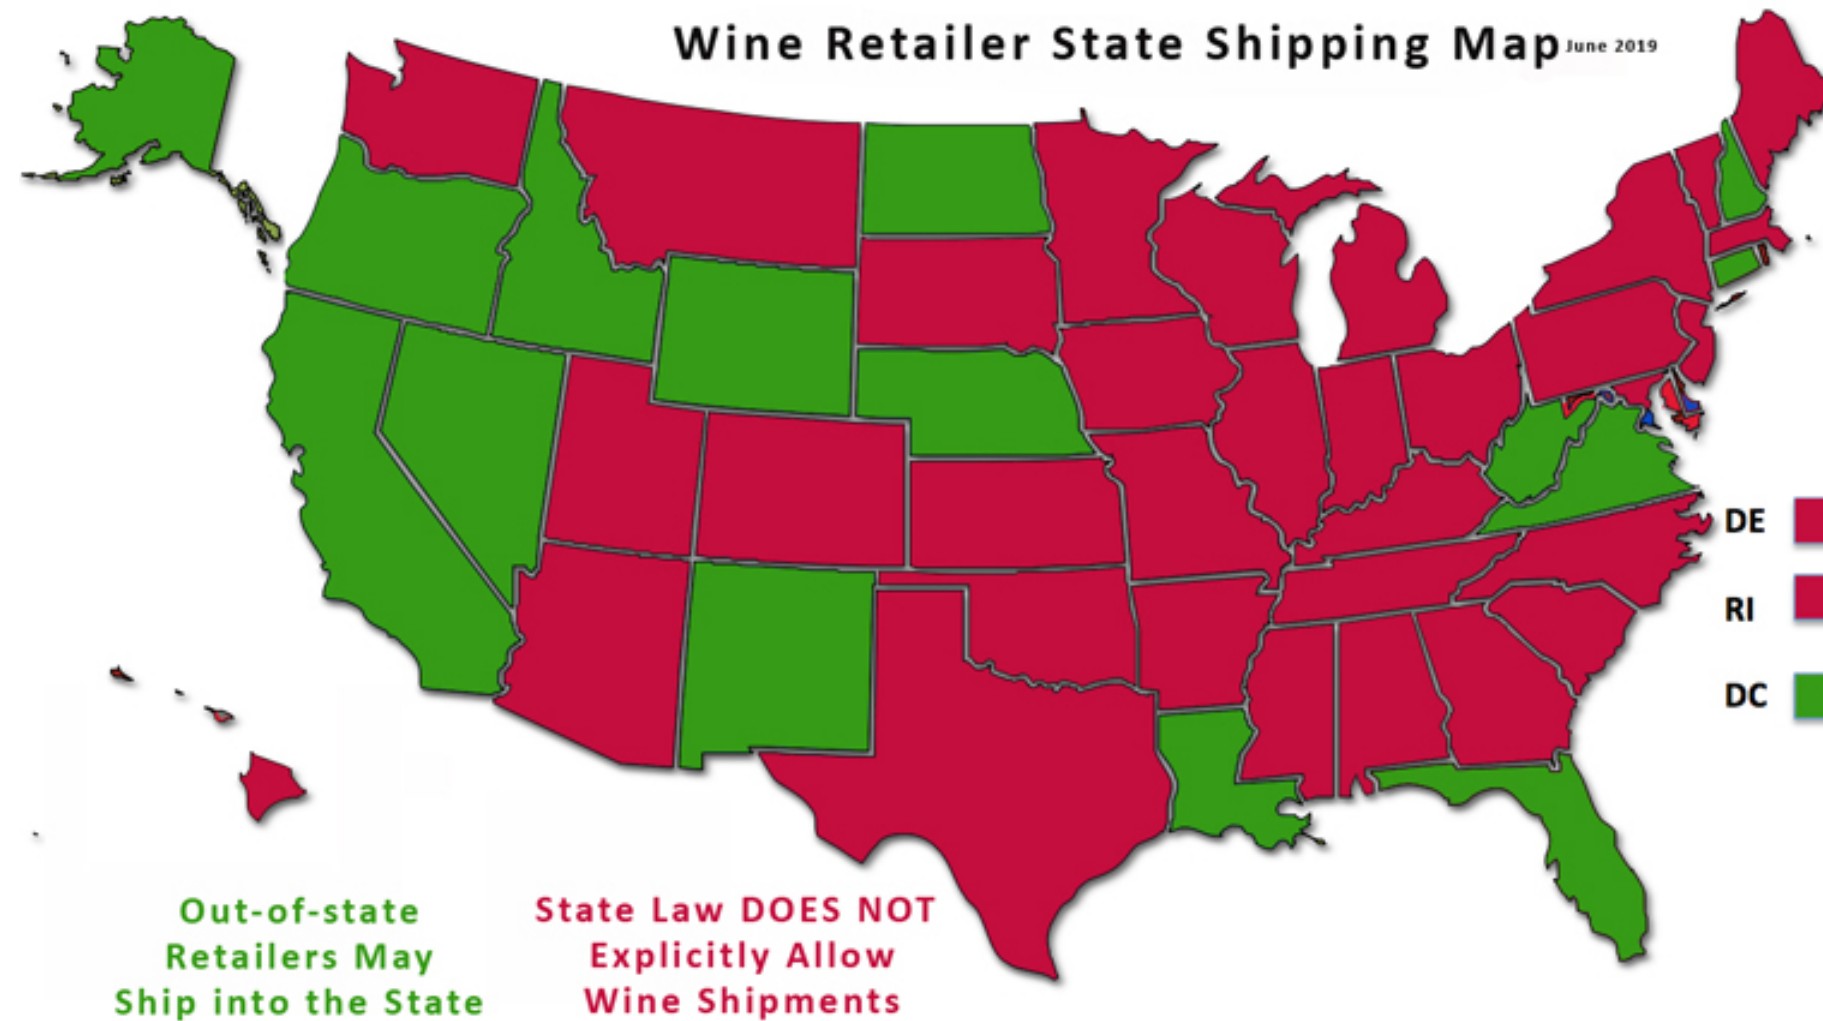 Wine Retailer State Shipping Map June 2019
DE
RI
DC
Out-of-state
Retailers May
Ship into the State
State Law DOES NOT
Explicitly Allow
Wine Shipments